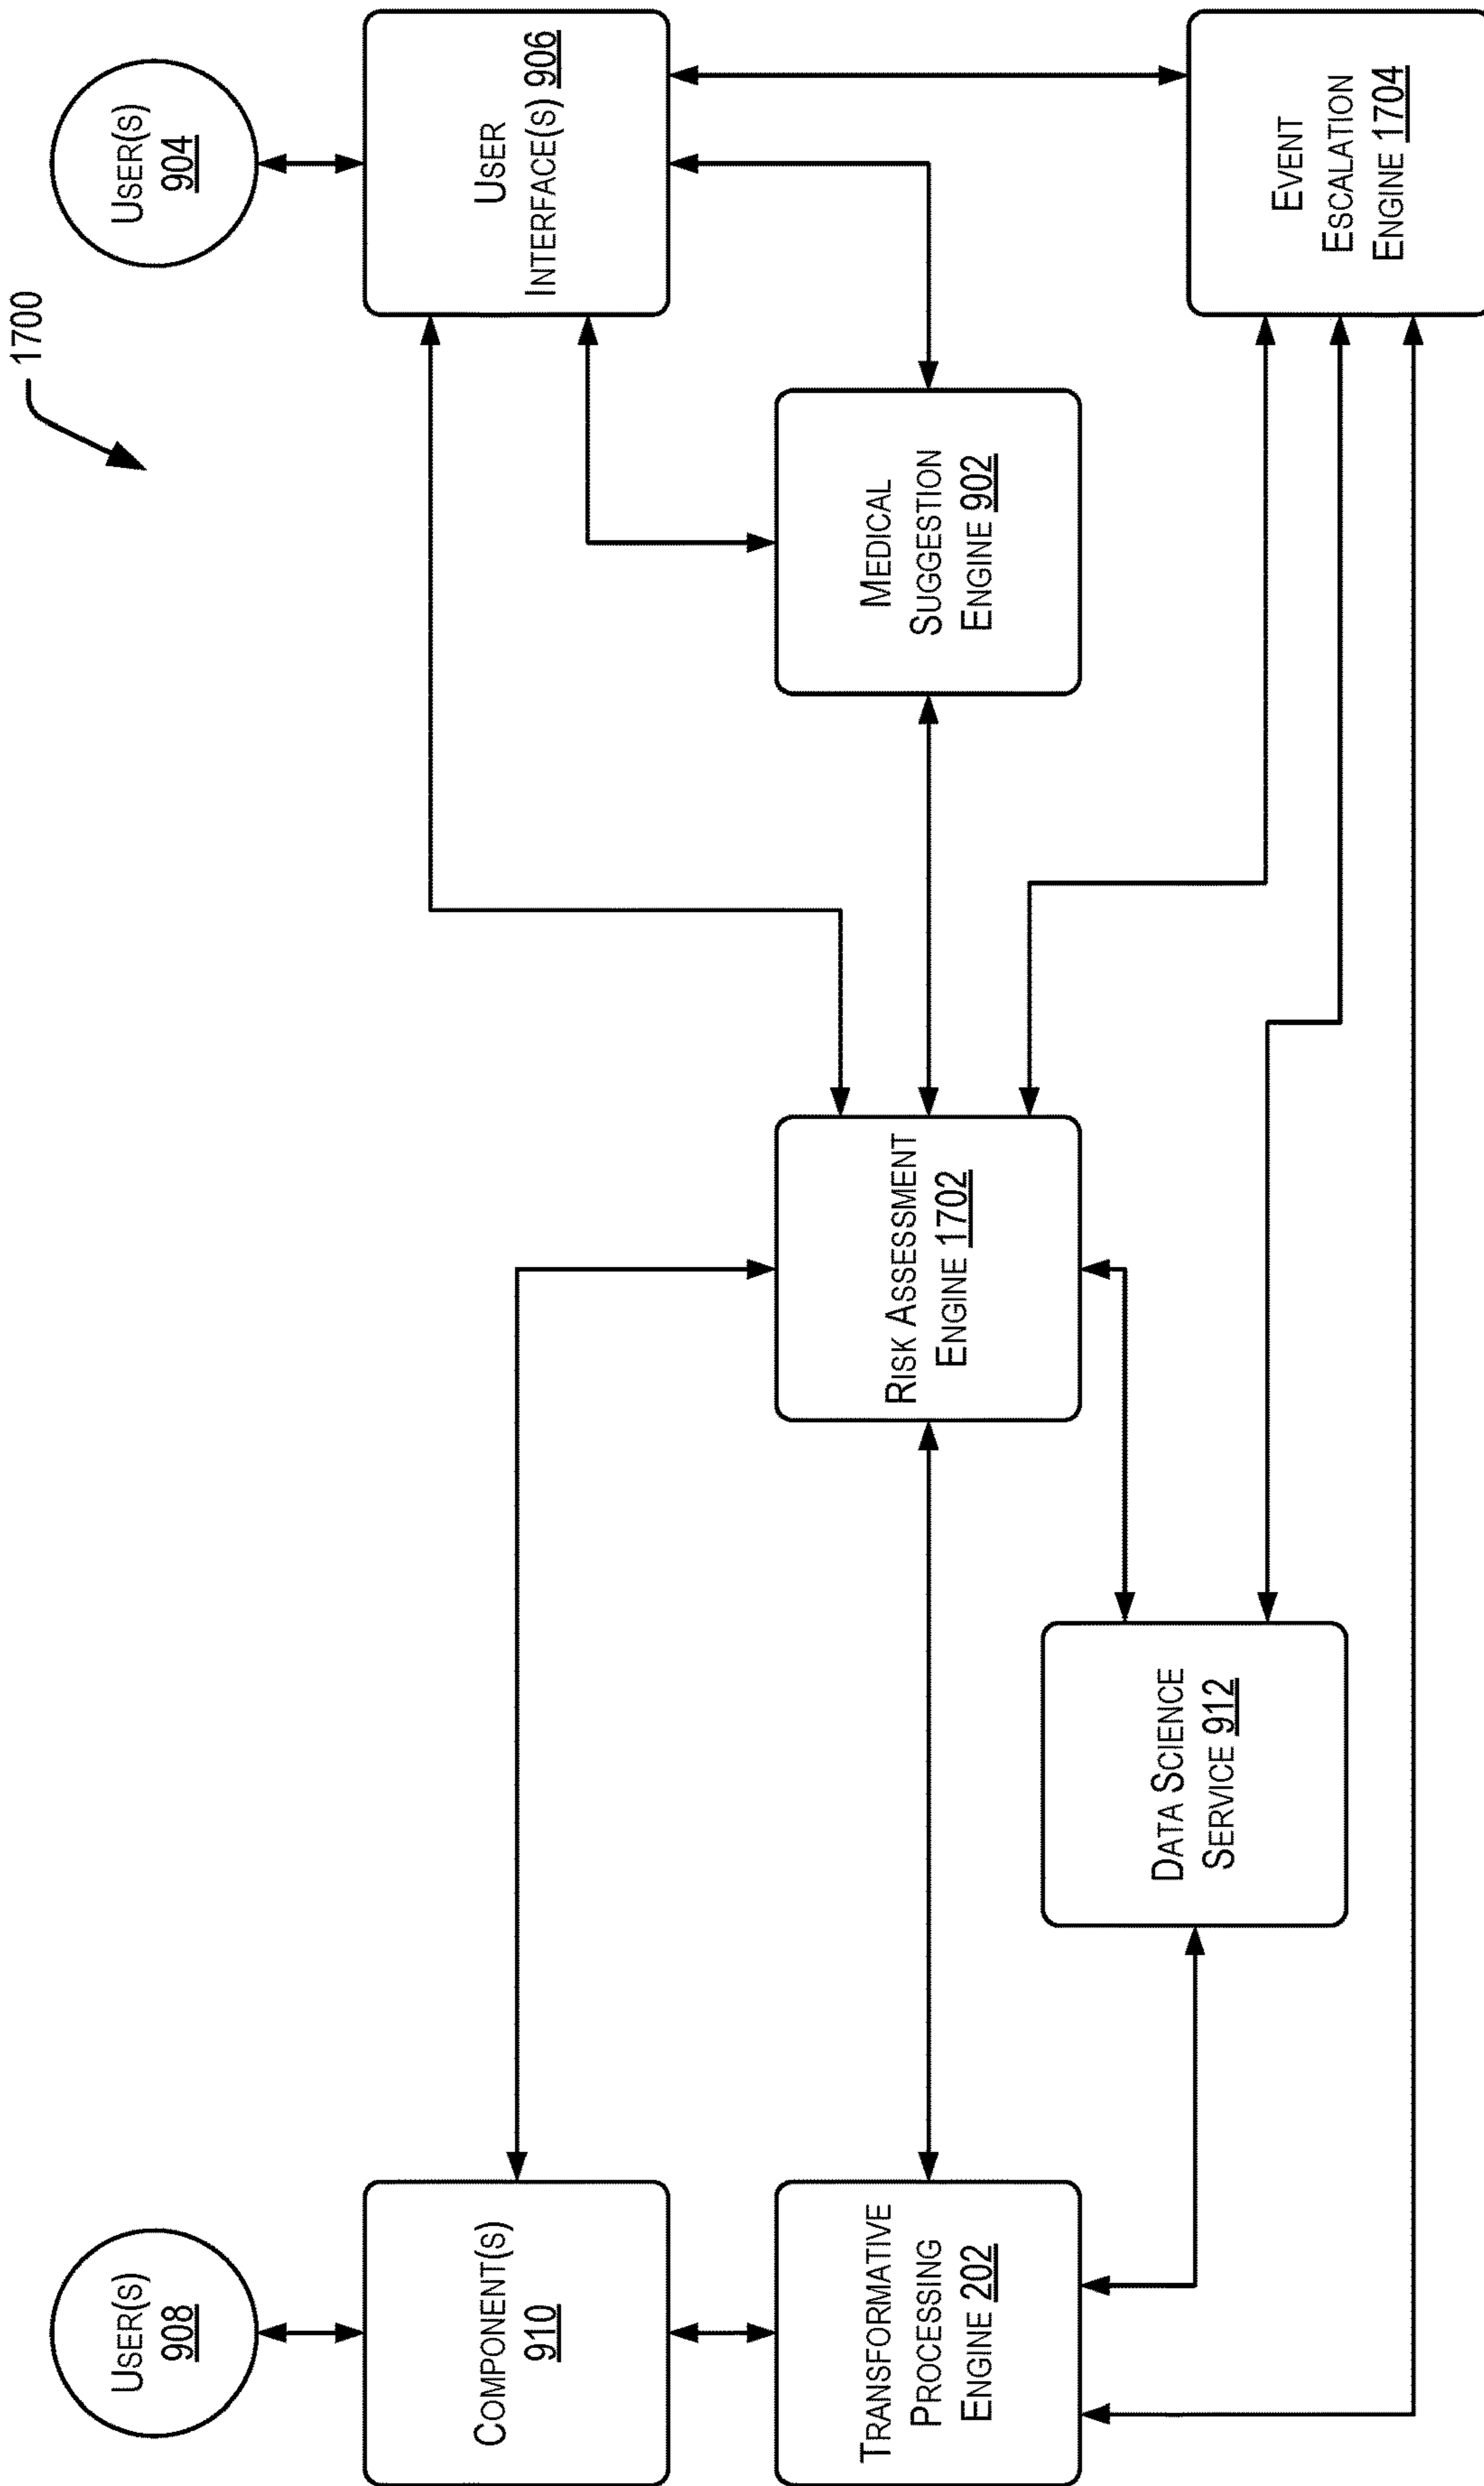 1700
USER(S)
908
USER(S)
904
COMPONENT(S)
910
USER
INTERFACE(S) 906
TRANSFORMATIVE
PROCESSING
ENGINE 202
RISK ASSESSMENT
ENGINE 1702
MEDICAL
SUGGESTION
ENGINE 902
DATA SCIENCE
SERVICE 912
EVENT
ESCALATION
ENGINE 1704